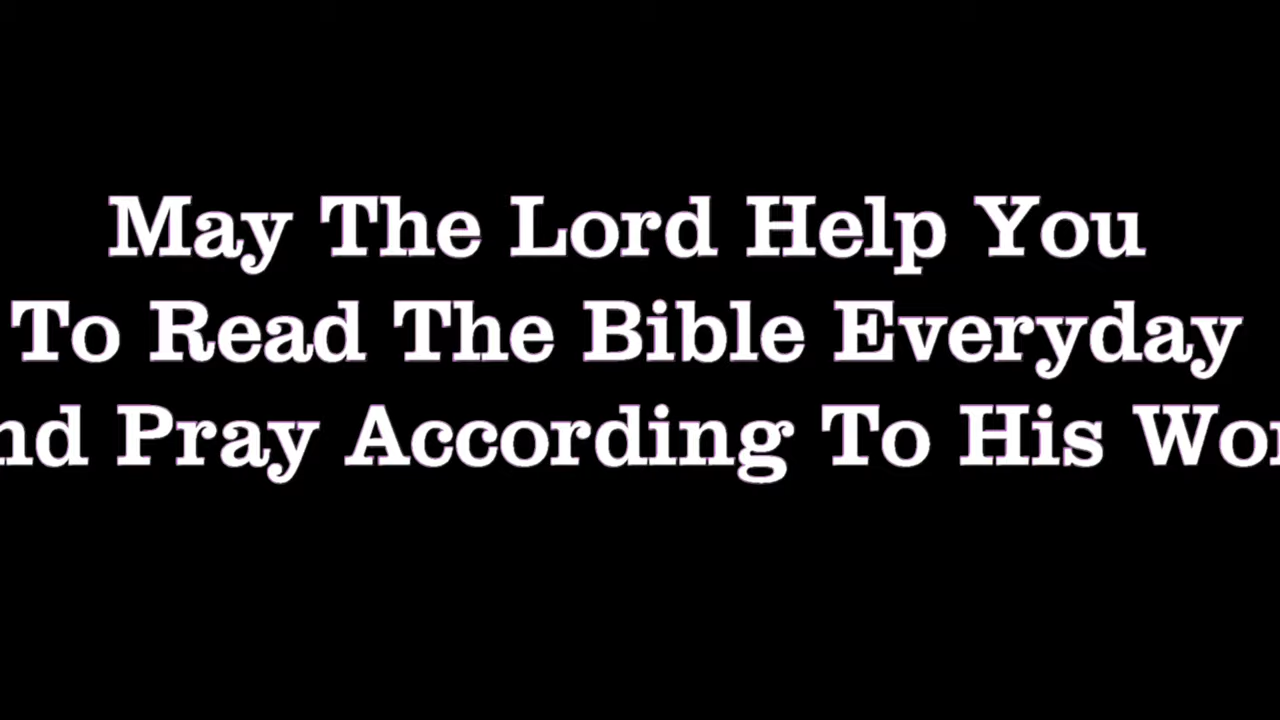 May The Lord Help You
To Read The Bible Everyday
nd Pray According To His Wor